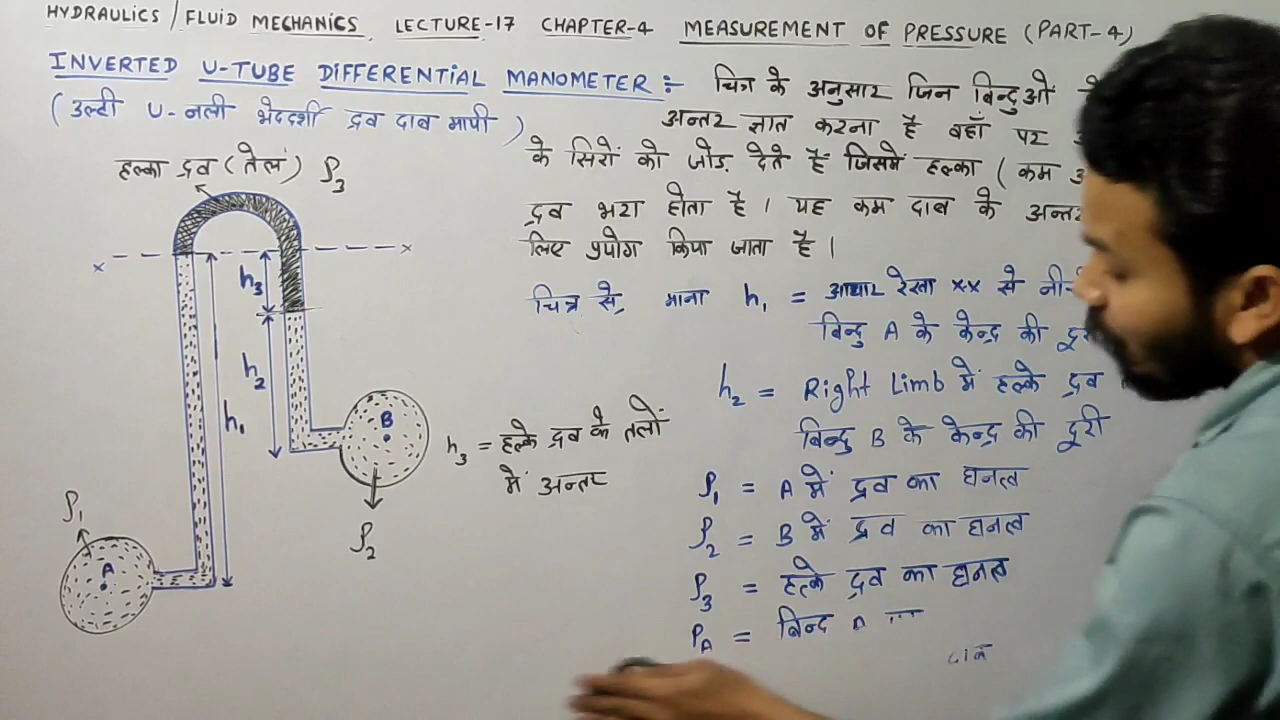 HYDRAULICS / FLUID MECHANICS LECTURE-17 CHAPTER-4 MEASUREMENT OF PRESSURE (PART-4)
INVERTED U-TUBE DIFFERENTIAL MANOMETER :-
(उल्टी U-नली भेददर्शी द्रव दाब मापी)
चित्र के अनुसार जिन बिन्दुओं
अन्तर ज्ञात करना है वहाँ पर
के सिरों को जोड़ देते हैं जिसमें हल्का (कम
द्रव भरा होता है। यह कम दाब के अन्तर
लिए प्रयोग किया जाता है।
हल्का द्रव (तेल) ρ3
x x
h3
h2
h1
B
ρ2
ρ1
A
h3 = हल्के द्रव के तलों
में अन्तर
चित्र से, माना h1 = आधार रेखा xx से
बिन्दु A के केन्द्र की
h2 = Right Limb में हल्के द्रव
बिन्दु B के केन्द्र की दूरी
ρ1 = A में द्रव का घनत्व
ρ2 = B में द्रव का घनत्व
ρ3 = हल्के द्रव का घनत्व
PA =